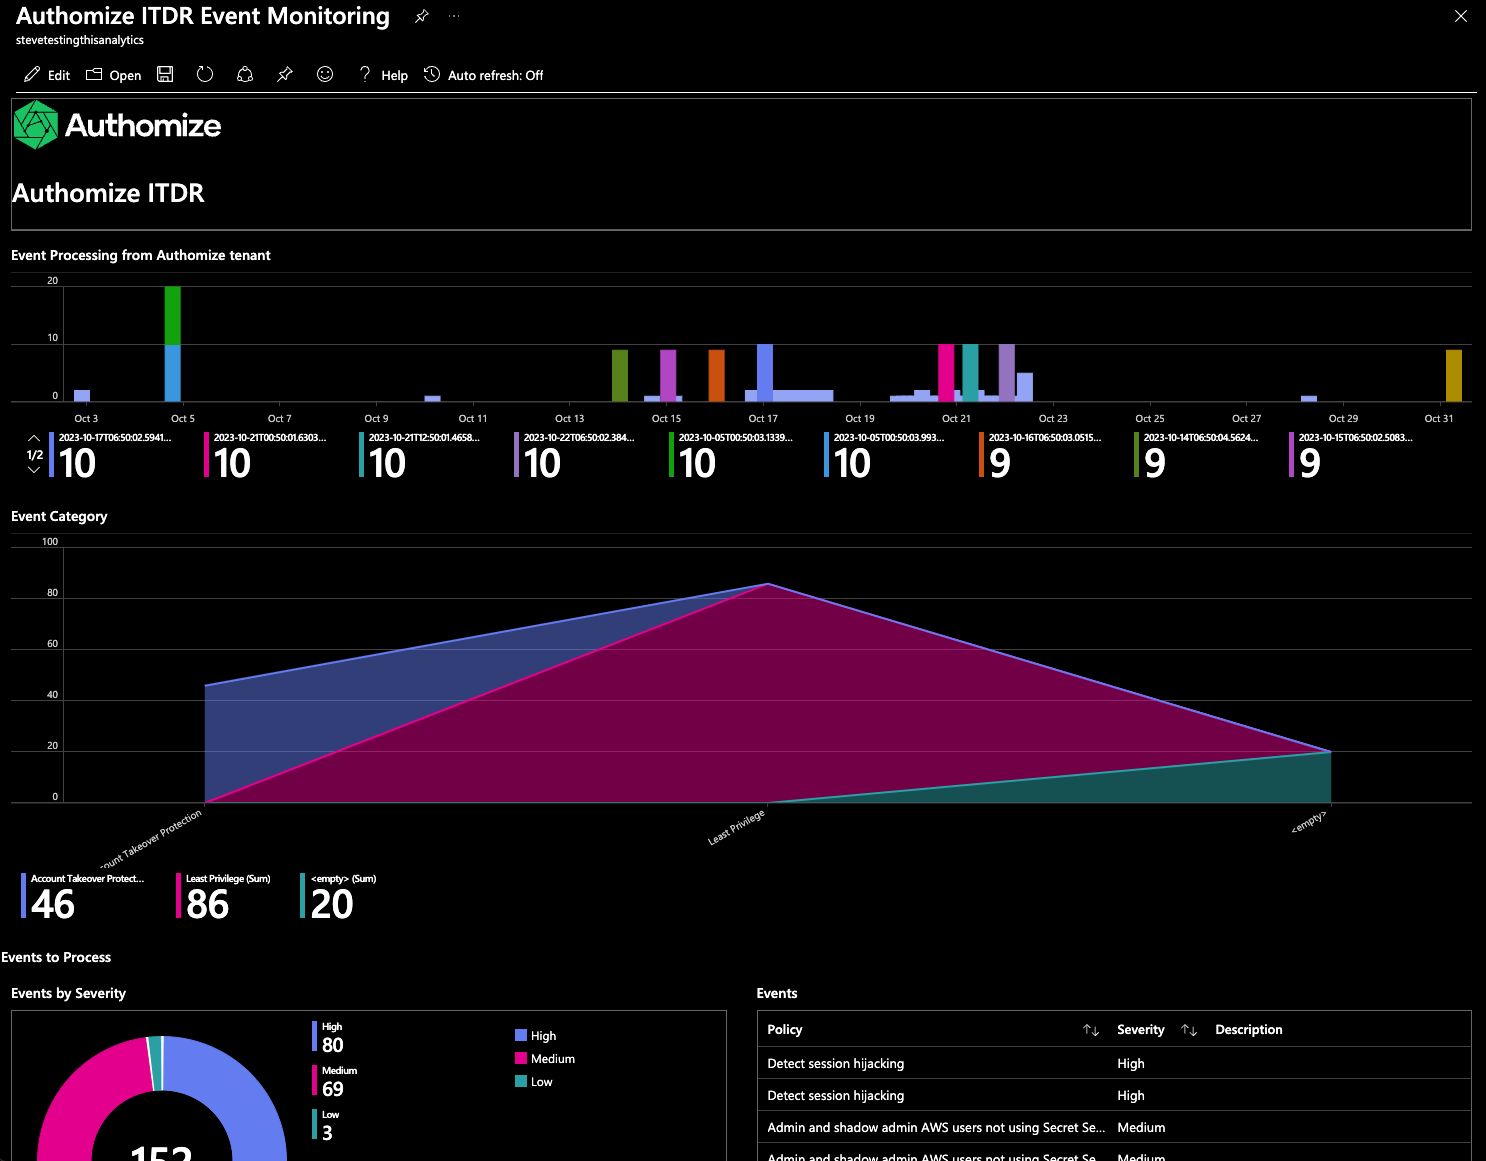 Authomize ITDR Event Monitoring
stevetestingthisanalytics
Edit Open Help Auto refresh: Off
Authomize
Authomize ITDR
Event Processing from Authomize tenant
20
10
0
Oct 3 Oct 5 Oct 7 Oct 9 Oct 11 Oct 13 Oct 15 Oct 17 Oct 19 Oct 21 Oct 23 Oct 25 Oct 27 Oct 29 Oct 31
1/2
2023-10-17T06:50:02.5941... 2023-10-21T00:50:01.6303... 2023-10-21T12:50:01.4658... 2023-10-22T06:50:02.384... 2023-10-05T00:50:03.1339... 2023-10-05T00:50:03.993... 2023-10-16T06:50:03.0515... 2023-10-14T06:50:04.5624... 2023-10-15T06:50:02.5083...
10 10 10 10 10 10 9 9 9
Event Category
100
80
60
40
20
0
ount Takeover Protection Least Privilege <empty>
Account Takeover Protect... Least Privilege (Sum) <empty> (Sum)
46 86 20
Events to Process
Events by Severity
High
80
Medium
69
Low
3
High
Medium
Low
152
Events
Policy Severity Description
Detect session hijacking High
Detect session hijacking High
Admin and shadow admin AWS users not using Secret Se... Medium
Admin and shadow admin AWS users not using Secret Se... Medium